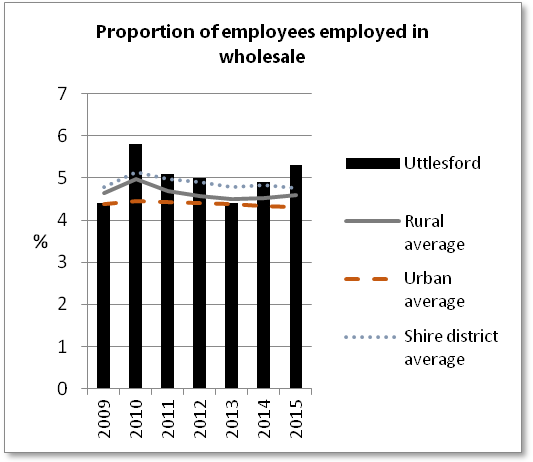 Proportion of employees employed in
wholesale
7
6
5
4
3
2
1
0
%
2009
2010
2011
2012
2013
2014
2015
Uttlesford
Rural
average
Urban
average
Shire district
average